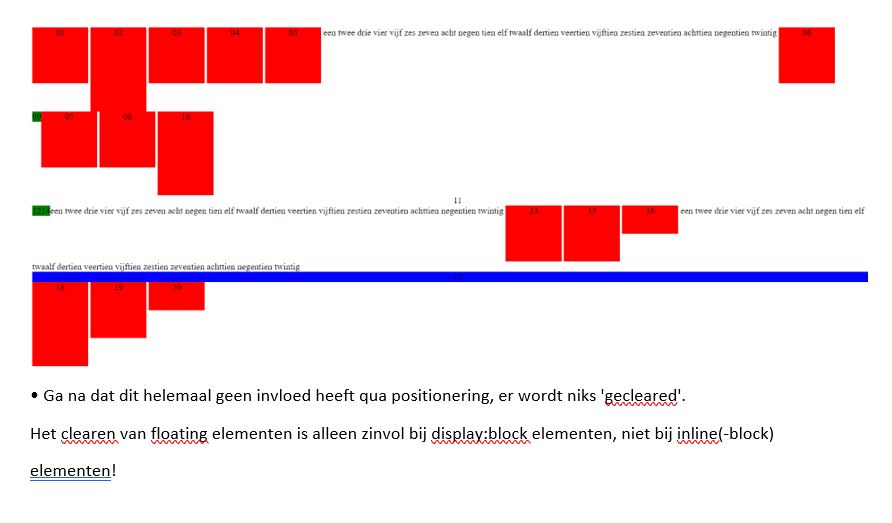 01 02 03 04 05 een twee drie vier vijf zes zeven acht negen tien elf twaalf dertien veertien vijftien zestien zeventien achttien negentien twintig 06
09 07 08 10
11
1214een twee drie vier vijf zes zeven acht negen tien elf twaalf dertien veertien vijftien zestien zeventien achttien negentien twintig 13 15 16 een twee drie vier vijf zes zeven acht negen tien elf
twaalf dertien veertien vijftien zestien zeventien achttien negentien twintig
18 19 20
• Ga na dat dit helemaal geen invloed heeft qua positionering, er wordt niks 'gecleared'.
Het clearen van floating elementen is alleen zinvol bij display:block elementen, niet bij inline(-block)
elementen!